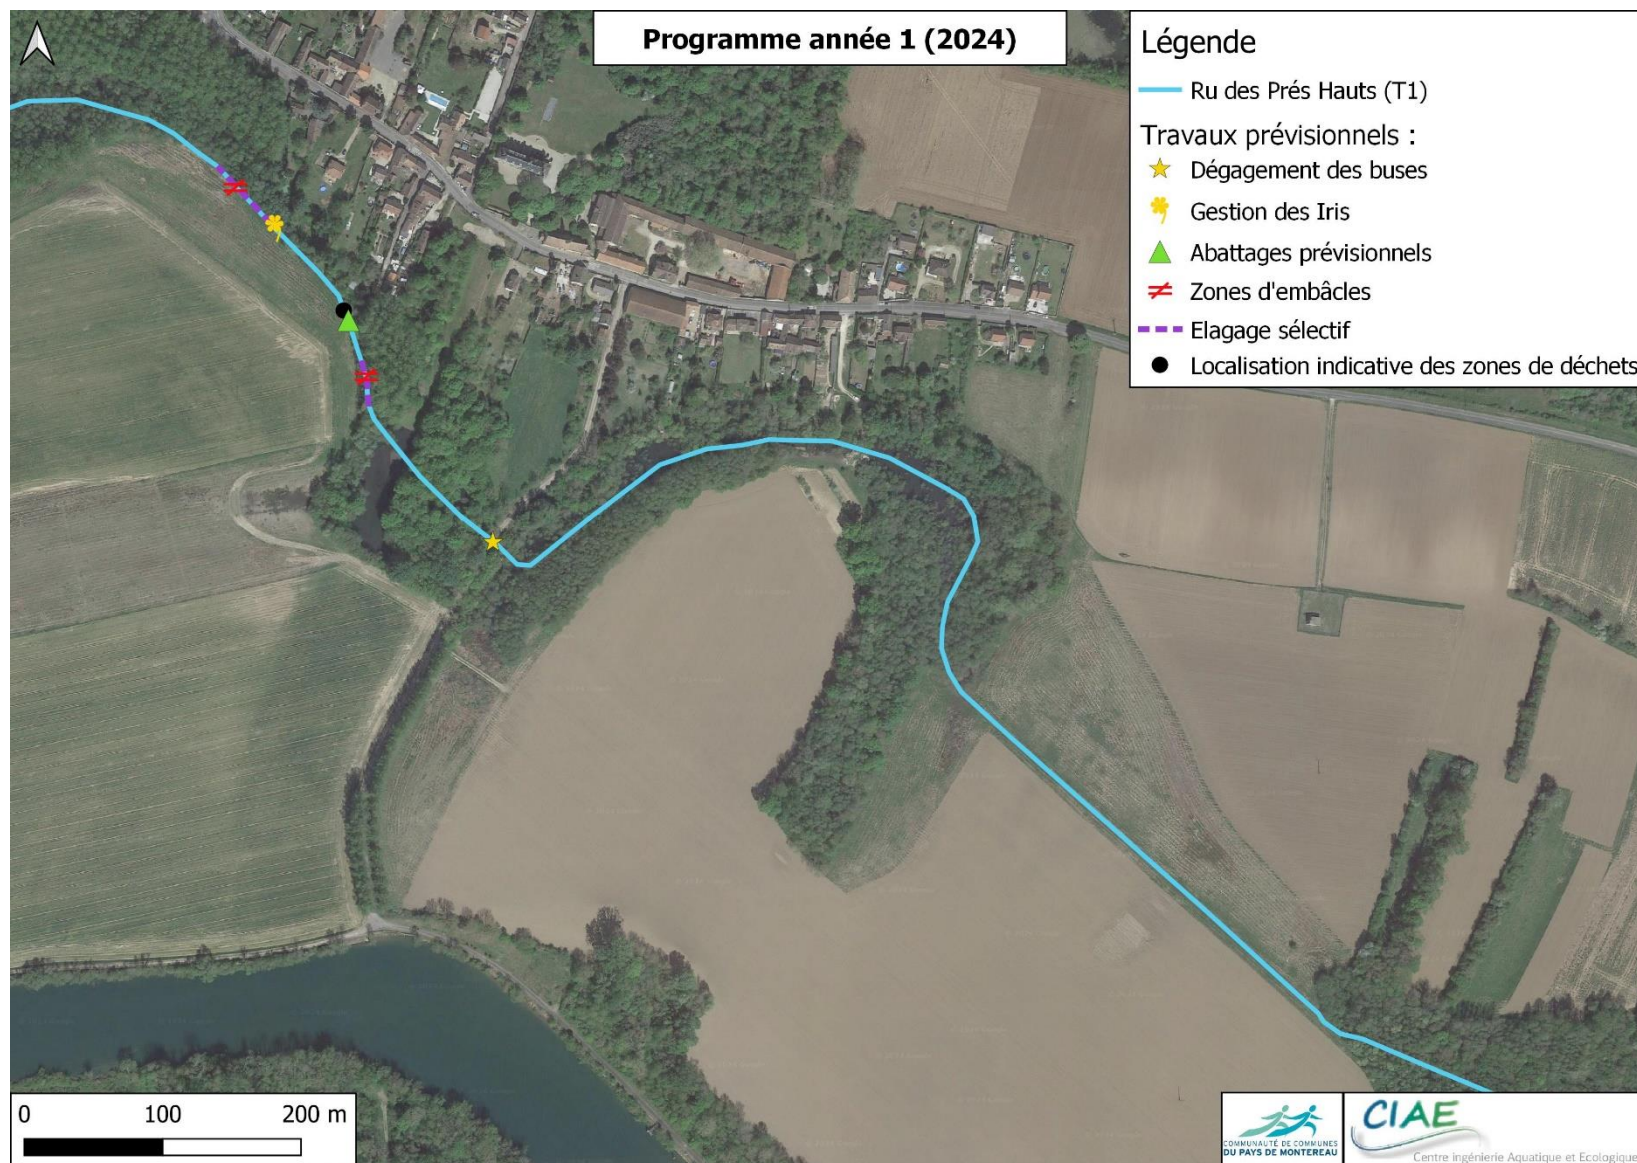 Programme année 1 (2024)
Légende
Ru des Prés Hauts (T1)
Travaux prévisionnels :
Dégagement des buses
Gestion des Iris
Abattages prévisionnels
Zones d'embâcles
Elagage sélectif
Localisation indicative des zones de déchets
0 100 200 m
COMMUNAUTÉ DE COMMUNES
DU PAYS DE MONTEREAU
CIAE
Centre ingénierie Aquatique et Ecologique